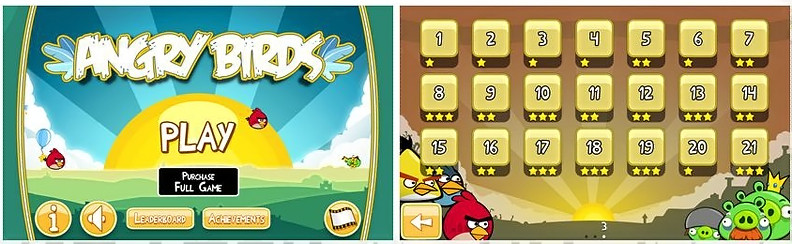 ANGRY BIRDS
PLAY
PURCHASE
FULL GAME
LEADERBOARD
ACHIEVEMENTS
1 2 3 4 5 6 7
8 9 10 11 12 13 14
15 16 17 18 19 20 21
3